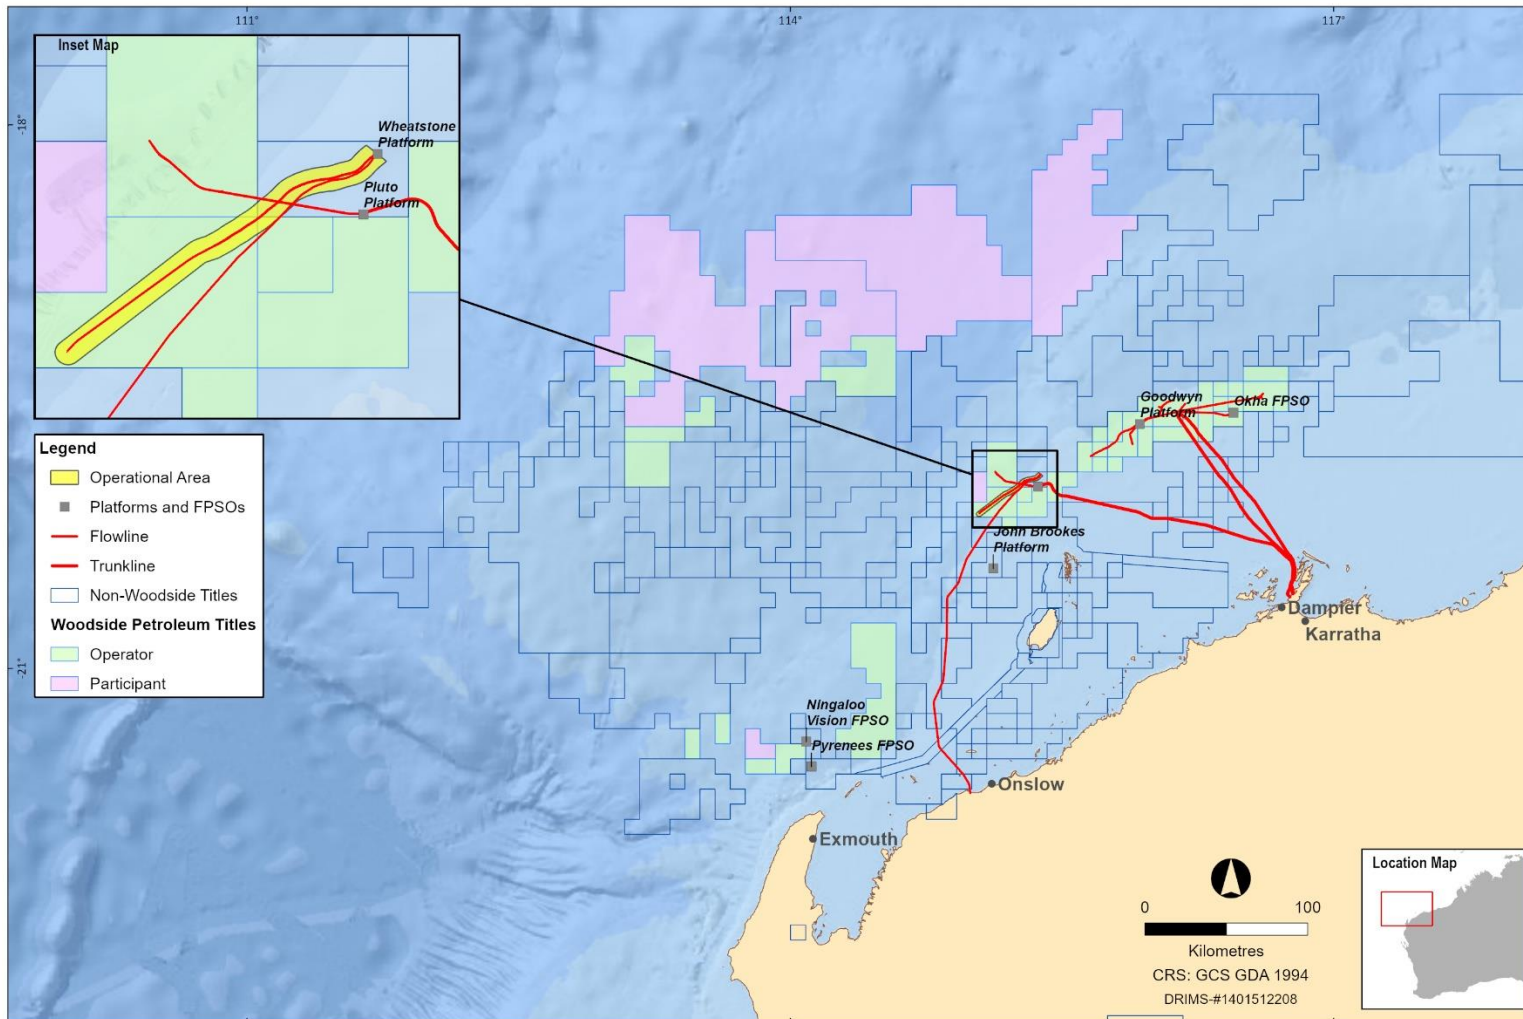 111°
114°
117°
-18°
-21°
Inset Map
Wheatstone
Platform
Pluto
Platform
Legend
Operational Area
Platforms and FPSOs
Flowline
Trunkline
Non-Woodside Titles
Woodside Petroleum Titles
Operator
Participant
Goodwyn
Platform
Okha FPSO
John Brookes
Platform
Dampier
Karratha
Ningaloo
Vision FPSO
Pyrenees FPSO
Onslow
Exmouth
0 100
Kilometres
CRS: GCS GDA 1994
DRIMS-#1401512208
Location Map